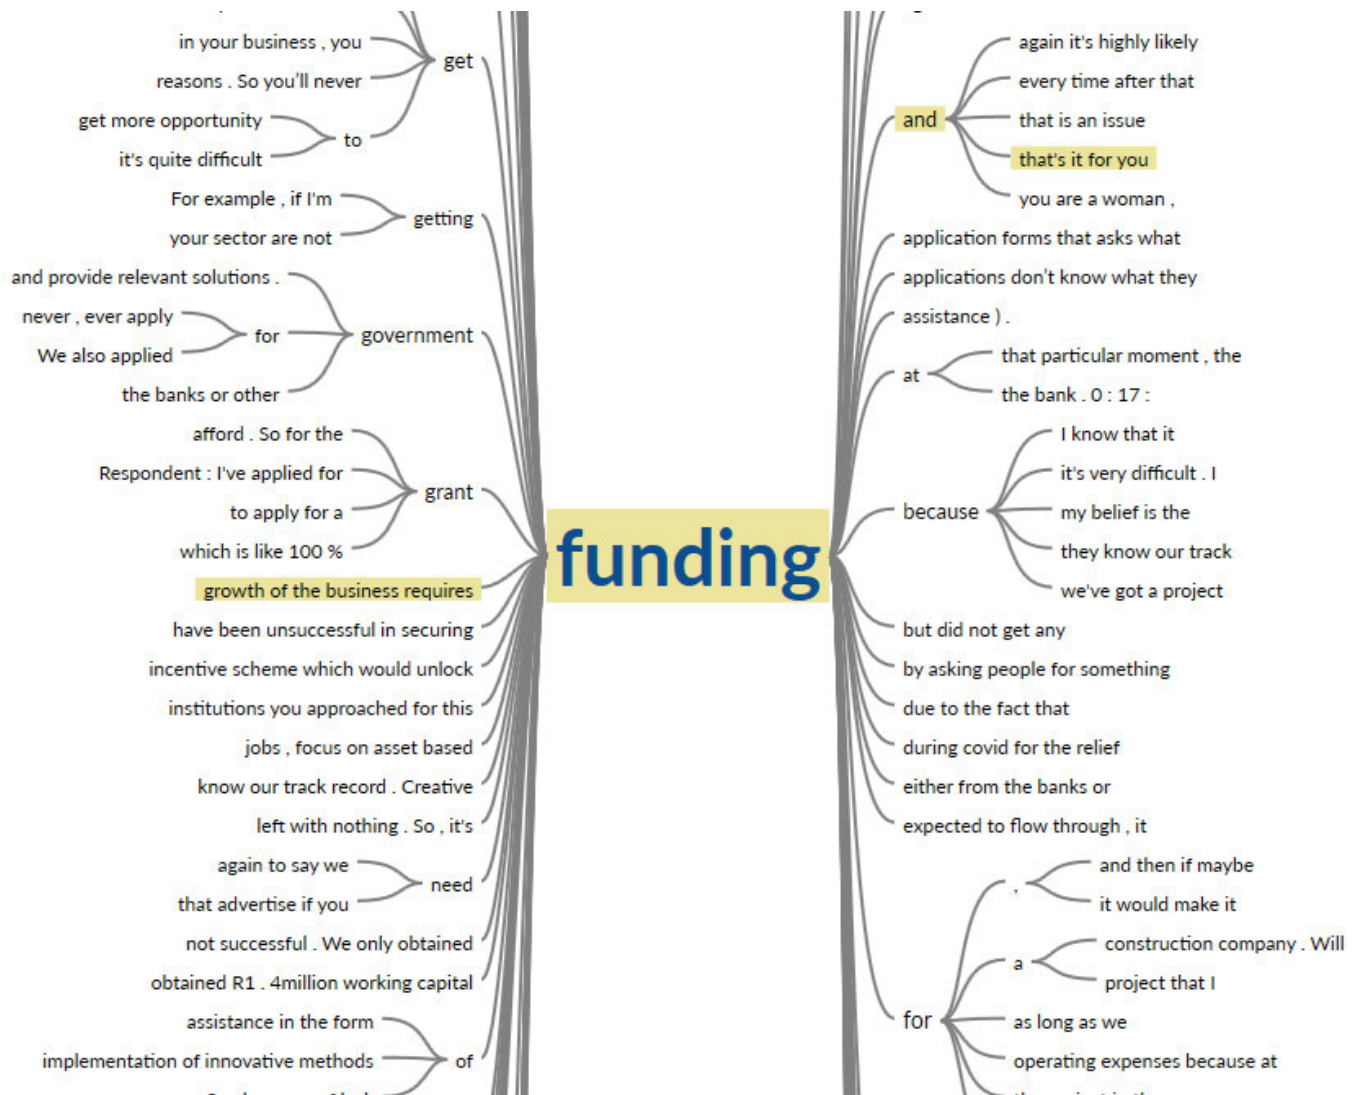 in your business , you
reasons . So you'll never
get
get more opportunity
it's quite difficult
to
For example , if I'm
your sector are not
getting
and provide relevant solutions .
never , ever apply
We also applied
for
government
the banks or other
afford . So for the
Respondent : I've applied for
to apply for a
which is like 100 %
grant
growth of the business requires
have been unsuccessful in securing
incentive scheme which would unlock
institutions you approached for this
jobs , focus on asset based
know our track record . Creative
left with nothing . So , it's
again to say we
that advertise if you
need
not successful . We only obtained
obtained R1 . 4million working capital
assistance in the form
implementation of innovative methods
of
funding
and
again it's highly likely
every time after that
that is an issue
that's it for you
you are a woman ,
application forms that asks what
applications don't know what they
assistance ) .
at
that particular moment , the
the bank . 0 : 17 :
because
I know that it
it's very difficult . I
my belief is the
they know our track
we've got a project
but did not get any
by asking people for something
due to the fact that
during covid for the relief
either from the banks or
expected to flow through , it
for
,
and then if maybe
it would make it
a
construction company . Will
project that I
as long as we
operating expenses because at